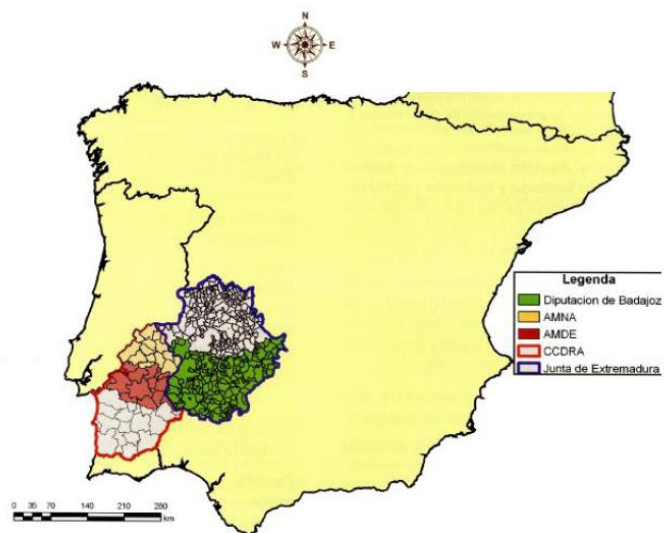 N
W E
S
Legenda
Diputacion de Badajoz
AMNA
AMDE
CCDRA
Junta de Extremadura
0 35 70 140 210 280
km